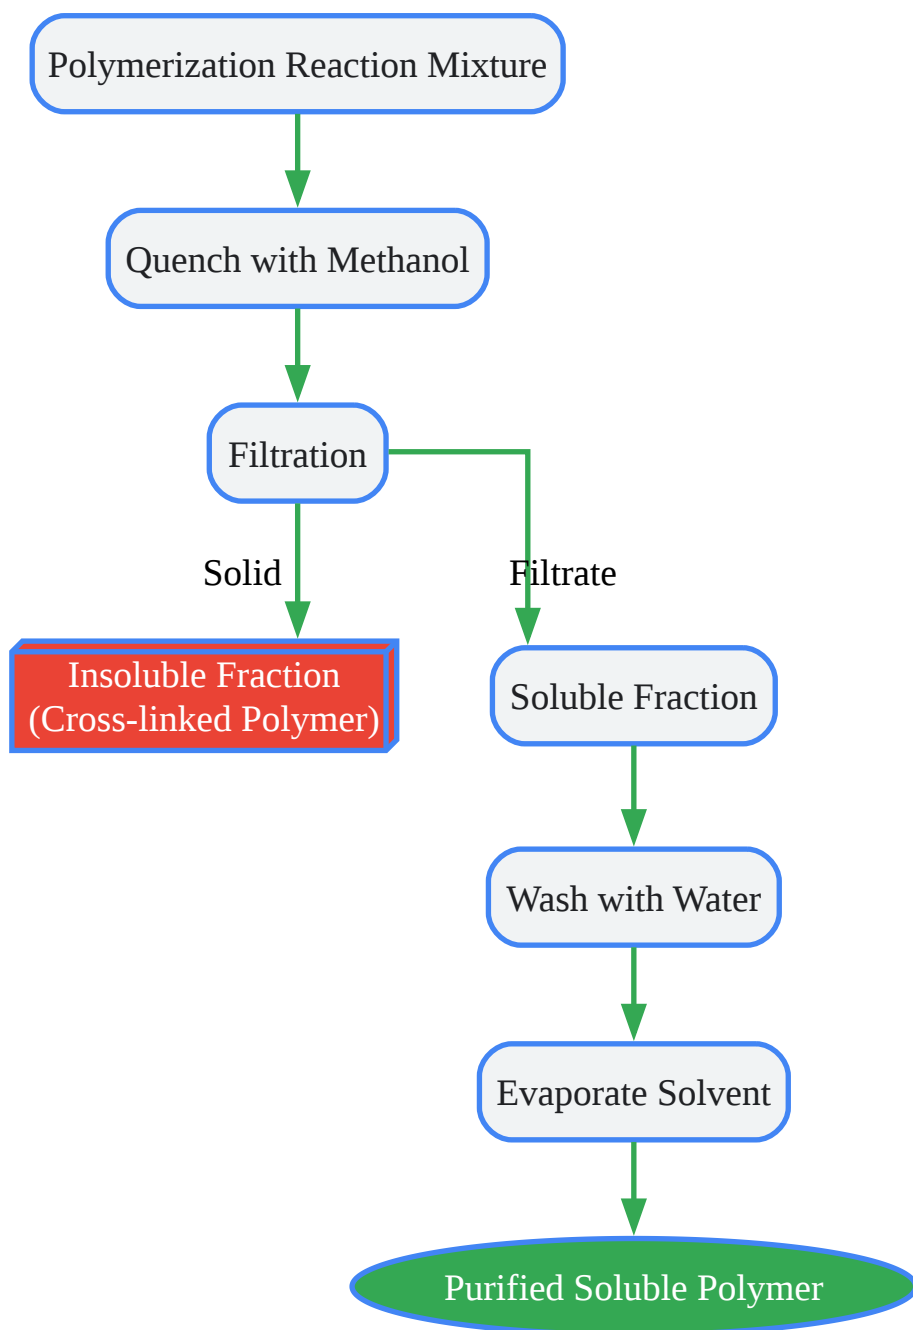 Polymerization Reaction Mixture
Quench with Methanol
Filtration
Solid
Filtrate
Insoluble Fraction
(Cross-linked Polymer)
Soluble Fraction
Wash with Water
Evaporate Solvent
Purified Soluble Polymer